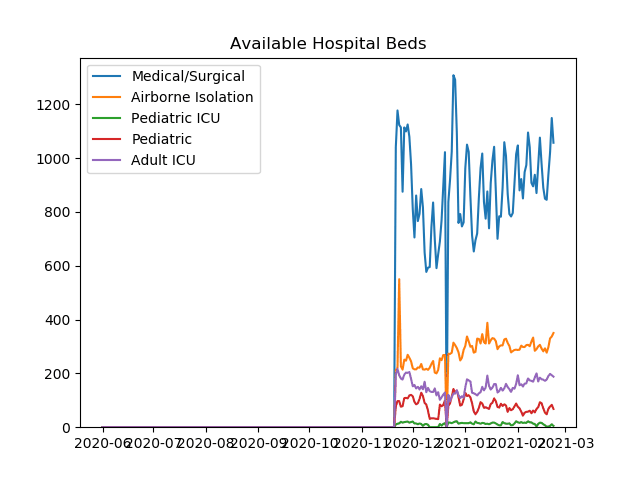 Available Hospital Beds
Medical/Surgical
Airborne Isolation
Pediatric ICU
Pediatric
Adult ICU
1200
1000
800
600
400
200
0
2020-06 2020-07 2020-08 2020-09 2020-10 2020-11 2020-12 2021-01 2021-02 2021-03